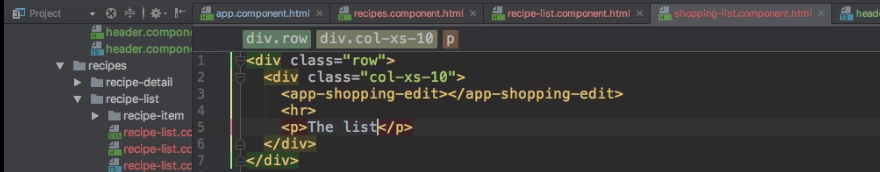 Project
app.component.html
recipes.component.html
recipe-list.component.html
shopping-list.component.html
heade
header.compone
header.compone
recipes
recipe-detail
recipe-list
recipe-item
recipe-list.co
recipe-list.co
recipe-list.co
div.row div.col-xs-10 p
1 <div class="row">
2 <div class="col-xs-10">
3 <app-shopping-edit></app-shopping-edit>
4 <hr>
5 <p>The list</p>
6 </div>
7 </div>